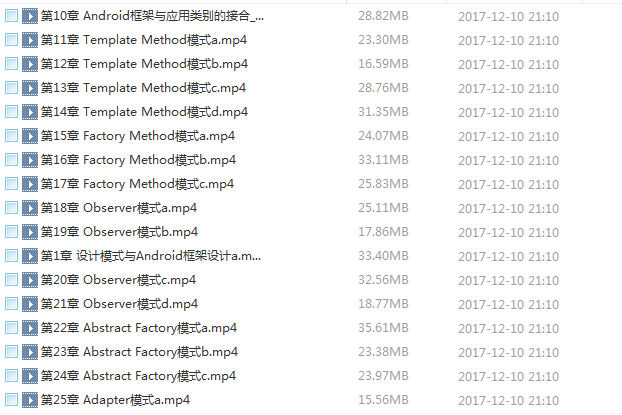 第10章 Android框架与应用类别的接合_... 28.82MB 2017-12-10 21:10
第11章 Template Method模式a.mp4 23.30MB 2017-12-10 21:10
第12章 Template Method模式b.mp4 16.59MB 2017-12-10 21:10
第13章 Template Method模式c.mp4 28.76MB 2017-12-10 21:10
第14章 Template Method模式d.mp4 31.35MB 2017-12-10 21:10
第15章 Factory Method模式a.mp4 24.07MB 2017-12-10 21:10
第16章 Factory Method模式b.mp4 33.11MB 2017-12-10 21:10
第17章 Factory Method模式c.mp4 25.83MB 2017-12-10 21:10
第18章 Observer模式a.mp4 25.11MB 2017-12-10 21:10
第19章 Observer模式b.mp4 17.86MB 2017-12-10 21:10
第1章 设计模式与Android框架设计a.m... 33.40MB 2017-12-10 21:10
第20章 Observer模式c.mp4 32.56MB 2017-12-10 21:10
第21章 Observer模式d.mp4 18.77MB 2017-12-10 21:10
第22章 Abstract Factory模式a.mp4 35.61MB 2017-12-10 21:10
第23章 Abstract Factory模式b.mp4 23.38MB 2017-12-10 21:10
第24章 Abstract Factory模式c.mp4 23.97MB 2017-12-10 21:10
第25章 Adapter模式a.mp4 15.56MB 2017-12-10 21:10